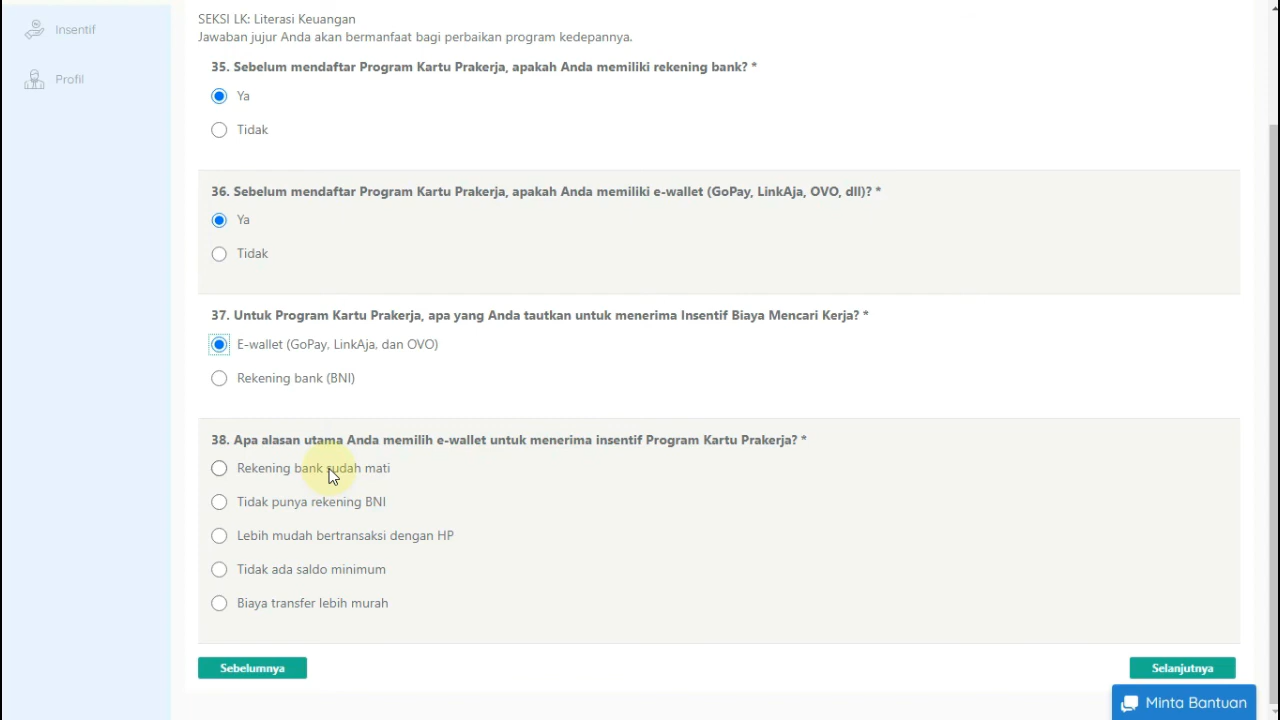 Insentif
Profil
SEKSI LK: Literasi Keuangan
Jawaban jujur Anda akan bermanfaat bagi perbaikan program kedepannya.
35. Sebelum mendaftar Program Kartu Prakerja, apakah Anda memiliki rekening bank? *
Ya
Tidak
36. Sebelum mendaftar Program Kartu Prakerja, apakah Anda memiliki e-wallet (GoPay, LinkAja, OVO, dll)? *
Ya
Tidak
37. Untuk Program Kartu Prakerja, apa yang Anda tautkan untuk menerima Insentif Biaya Mencari Kerja? *
E-wallet (GoPay, LinkAja, dan OVO)
Rekening bank (BNI)
38. Apa alasan utama Anda memilih e-wallet untuk menerima insentif Program Kartu Prakerja? *
Rekening bank sudah mati
Tidak punya rekening BNI
Lebih mudah bertransaksi dengan HP
Tidak ada saldo minimum
Biaya transfer lebih murah
Sebelumnya
Selanjutnya
Minta Bantuan